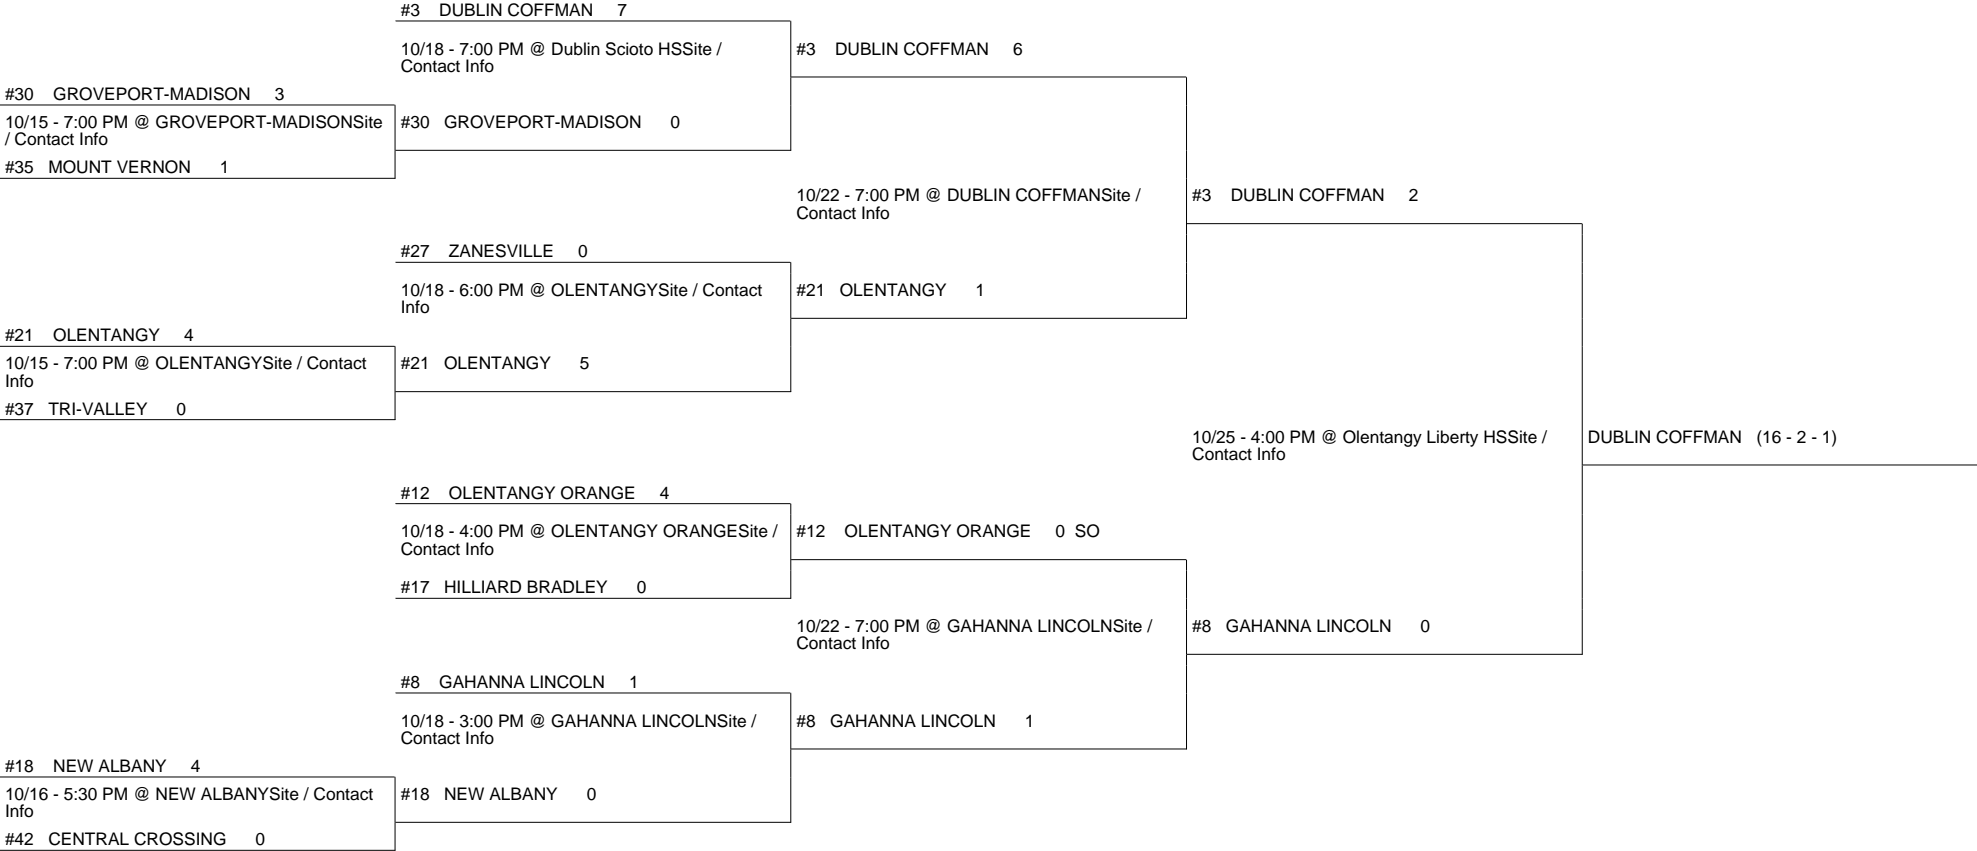 #3 DUBLIN COFFMAN 7
10/18 - 7:00 PM @ Dublin Scioto HSSite /
Contact Info
#3 DUBLIN COFFMAN 6
#30 GROVEPORT-MADISON 3
10/15 - 7:00 PM @ GROVEPORT-MADISONSite
/ Contact Info
#30 GROVEPORT-MADISON 0
#35 MOUNT VERNON 1
10/22 - 7:00 PM @ DUBLIN COFFMANSite /
Contact Info
#3 DUBLIN COFFMAN 2
#27 ZANESVILLE 0
10/18 - 6:00 PM @ OLENTANGYSite / Contact
Info
#21 OLENTANGY 1
#21 OLENTANGY 4
10/15 - 7:00 PM @ OLENTANGYSite / Contact
Info
#21 OLENTANGY 5
#37 TRI-VALLEY 0
10/25 - 4:00 PM @ Olentangy Liberty HSSite /
Contact Info
DUBLIN COFFMAN (16 - 2 - 1)
#12 OLENTANGY ORANGE 4
10/18 - 4:00 PM @ OLENTANGY ORANGESite /
Contact Info
#12 OLENTANGY ORANGE 0 SO
#17 HILLIARD BRADLEY 0
10/22 - 7:00 PM @ GAHANNA LINCOLNSite /
Contact Info
#8 GAHANNA LINCOLN 0
#8 GAHANNA LINCOLN 1
10/18 - 3:00 PM @ GAHANNA LINCOLNSite /
Contact Info
#8 GAHANNA LINCOLN 1
#18 NEW ALBANY 4
10/16 - 5:30 PM @ NEW ALBANYSite / Contact
Info
#18 NEW ALBANY 0
#42 CENTRAL CROSSING 0